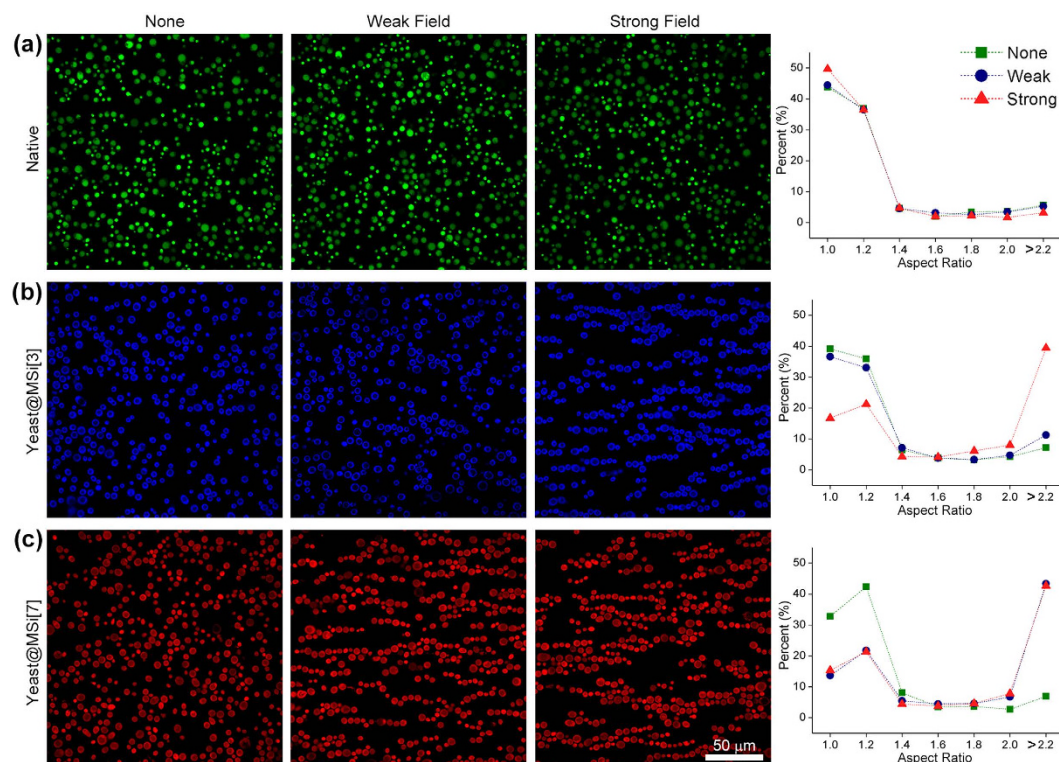 None
Weak Field
Strong Field
(a)
Native
None
Weak
Strong
50
40
30
20
10
0
Percent (%)
1.0 1.2 1.4 1.6 1.8 2.0 >2.2
Aspect Ratio
(b)
Yeast@MSi[3]
50
40
30
20
10
0
Percent (%)
1.0 1.2 1.4 1.6 1.8 2.0 >2.2
Aspect Ratio
(c)
Yeast@MSi[7]
50 μm
50
40
30
20
10
0
Percent (%)
1.0 1.2 1.4 1.6 1.8 2.0 >2.2
Aspect Ratio